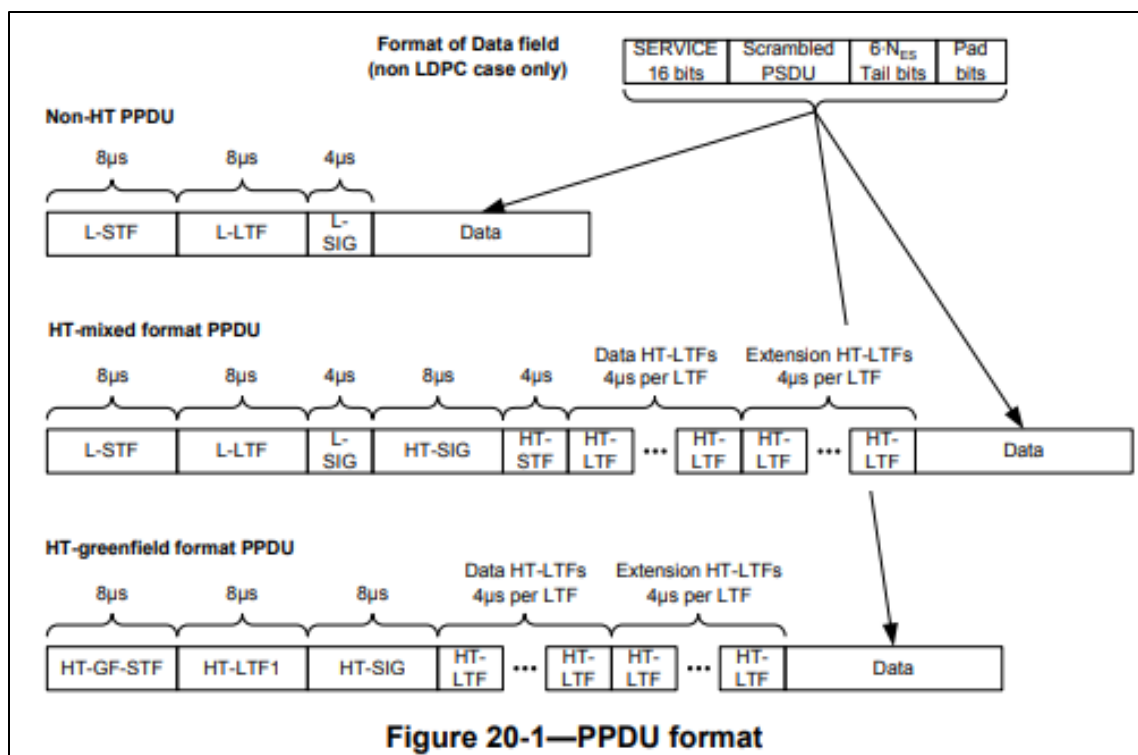 Format of Data field
(non LDPC case only)
SERVICE
16 bits
Scrambled
PSDU
6·NES
Tail bits
Pad
bits
Non-HT PPDU
8µs
8µs
4µs
L-STF
L-LTF
L-
SIG
Data
HT-mixed format PPDU
Data HT-LTFs
4µs per LTF
Extension HT-LTFs
4µs per LTF
8µs
8µs
4µs
8µs
4µs
L-STF
L-LTF
L-
SIG
HT-SIG
HT-
STF
HT-
LTF
•••
HT-
LTF
HT-
LTF
•••
HT-
LTF
Data
HT-greenfield format PPDU
Data HT-LTFs
4µs per LTF
Extension HT-LTFs
4µs per LTF
8µs
8µs
8µs
HT-GF-STF
HT-LTF1
HT-SIG
HT-
LTF
•••
HT-
LTF
HT-
LTF
•••
HT-
LTF
Data
Figure 20-1—PPDU format